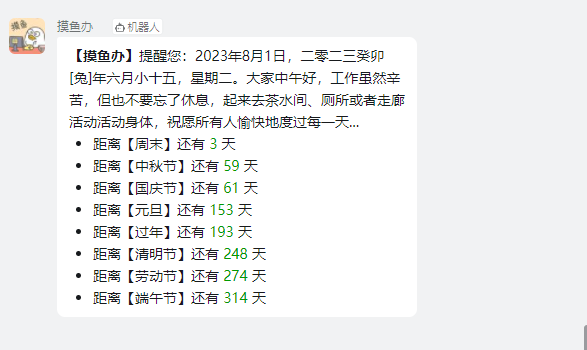 摸鱼
摸鱼办 机器人
【摸鱼办】提醒您：2023年8月1日，二零二三癸卯
[兔]年六月小十五，星期二。大家中午好，工作虽然辛
苦，但也不要忘了休息，起来去茶水间、厕所或者走廊
活动活动身体，祝愿所有人愉快地度过每一天...
• 距离【周末】还有 3 天
• 距离【中秋节】还有 59 天
• 距离【国庆节】还有 61 天
• 距离【元旦】还有 153 天
• 距离【过年】还有 193 天
• 距离【清明节】还有 248 天
• 距离【劳动节】还有 274 天
• 距离【端午节】还有 314 天